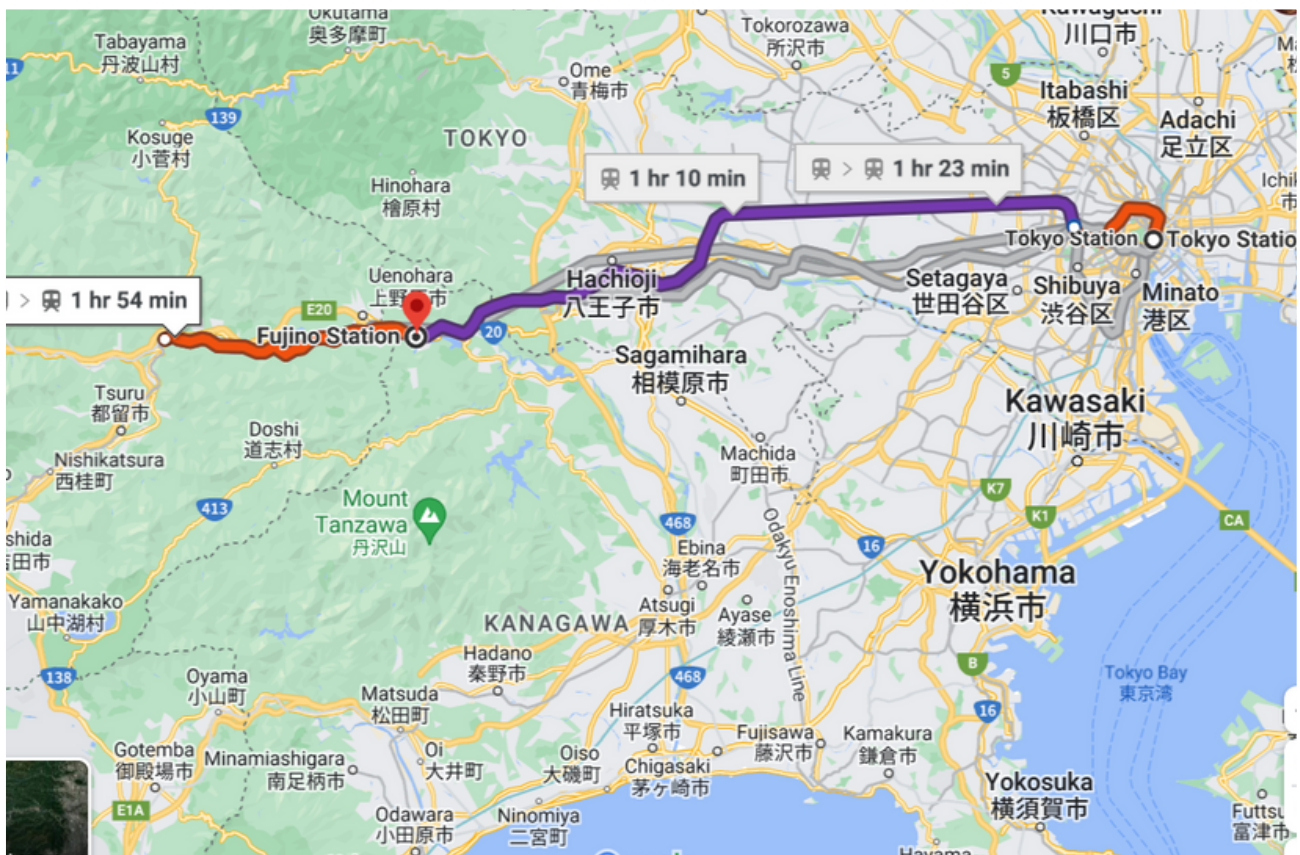 Okutama
奥多摩町
Tokorozawa
所沢市
Kawaguchi
川口市
Tabayama
丹波山村
11
5
Ome
青梅市
Itabashi
板橋区
139
Adachi
足立区
Kosuge
小菅村
TOKYO
1 hr 10 min
> 1 hr 23 min
Hinohara
檜原村
Tokyo Station
Tokyo Statio
Uenohara
上野原市
Hachioji
八王子市
Setagaya
世田谷区
Shibuya
渋谷区
Minato
港区
> 1 hr 54 min
E20
Fujino Station
20
Sagamihara
相模原市
Tsuru
都留市
Kawasaki
川崎市
Doshi
道志村
Machida
町田市
Nishikatsura
西桂町
413
Mount
Tanzawa
丹沢山
K7
K1
CA
468
16
Odakyu Enoshima Line
shida
吉田市
Ebina
海老名市
Yokohama
横浜市
Yamanakako
山中湖村
Atsugi
厚木市
Ayase
綾瀬市
KANAGAWA
Hadano
秦野市
B
138
Oyama
小山町
Matsuda
松田町
468
Tokyo Bay
東京湾
16
Hiratsuka
平塚市
Fujisawa
藤沢市
Kamakura
鎌倉市
Gotemba
御殿場市
Minamiashigara
南足柄市
Oi
大井町
Oiso
大磯町
Chigasaki
茅ヶ崎市
Yokosuka
横須賀市
E1A
Odawara
小田原市
Ninomiya
二宮町
Futtsu
富津市
Hayama